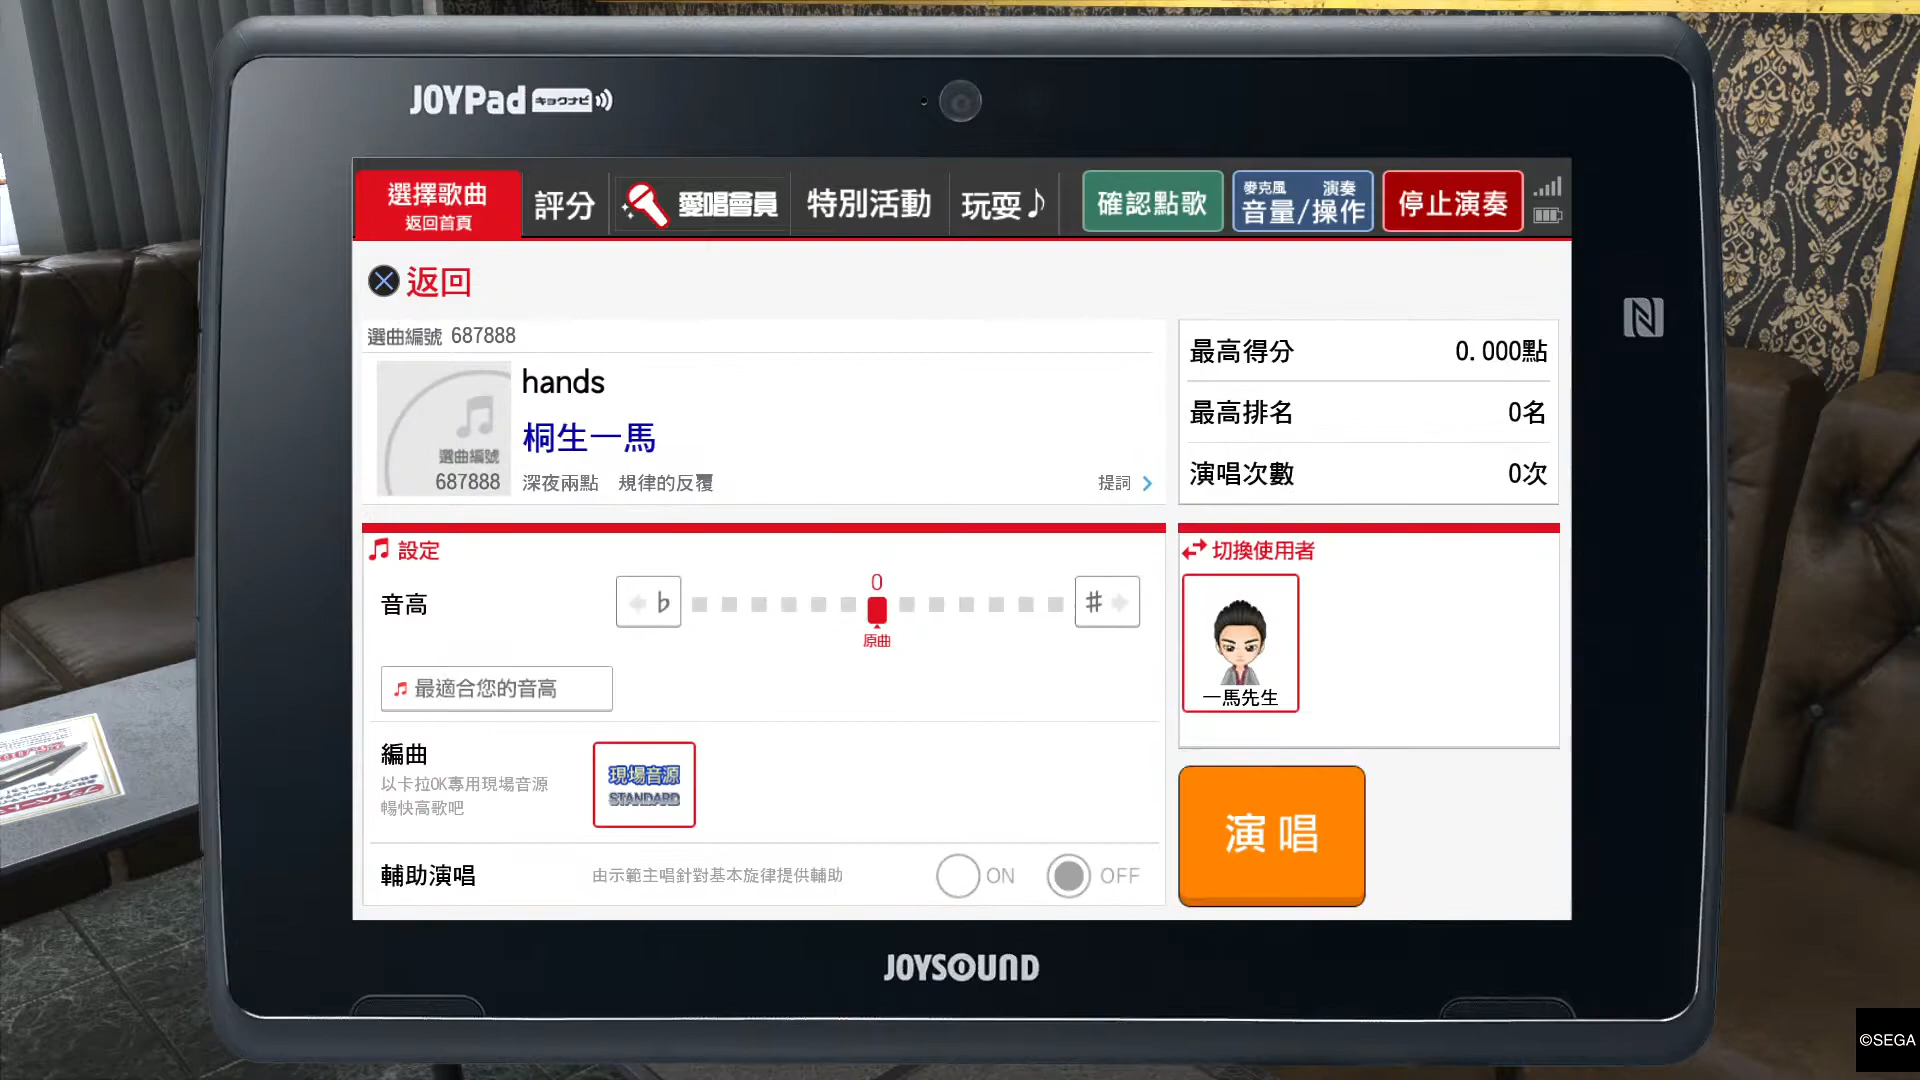 JOYPad キョクナビ
選擇歌曲
返回首頁
評分
愛唱會員
特別活動
玩耍♪
確認點歌
麥克風 演奏
音量/操作
停止演奏
返回
選曲編號 687888
hands
桐生一馬
選曲編號
687888
深夜兩點 規律的反覆
提詞
最高得分 0.000點
最高排名 0名
演唱次數 0次
設定
音高
♭
0
♯
原曲
最適合您的音高
編曲
以卡拉OK專用現場音源
暢快高歌吧
現場音源
STANDARD
輔助演唱
由示範主唱針對基本旋律提供輔助
ON
OFF
切換使用者
一馬先生
演唱
JOYSOUND
©SEGA